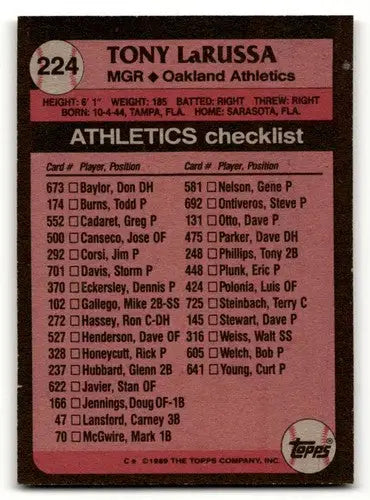 224
TONY LaRUSSA
MGR ◆ Oakland Athletics
HEIGHT: 6' 1" WEIGHT: 185 BATTED: RIGHT THREW: RIGHT
BORN: 10-4-44, TAMPA, FLA. HOME: SARASOTA, FLA.
ATHLETICS checklist
Card # Player, Position
673 ☐ Baylor, Don DH
174 ☐ Burns, Todd P
552 ☐ Cadaret, Greg P
500 ☐ Canseco, Jose OF
292 ☐ Corsi, Jim P
701 ☐ Davis, Storm P
370 ☐ Eckersley, Dennis P
102 ☐ Gallego, Mike 2B-SS
272 ☐ Hassey, Ron C-DH
527 ☐ Henderson, Dave OF
328 ☐ Honeycutt, Rick P
237 ☐ Hubbard, Glenn 2B
622 ☐ Javier, Stan OF
166 ☐ Jennings, Doug OF-1B
47 ☐ Lansford, Carney 3B
70 ☐ McGwire, Mark 1B
Card # Player, Position
581 ☐ Nelson, Gene P
692 ☐ Ontiveros, Steve P
131 ☐ Otto, Dave P
475 ☐ Parker, Dave DH
248 ☐ Phillips, Tony 2B
448 ☐ Plunk, Eric P
424 ☐ Polonia, Luis OF
725 ☐ Steinbach, Terry C
145 ☐ Stewart, Dave P
316 ☐ Weiss, Walt SS
605 ☐ Welch, Bob P
641 ☐ Young, Curt P
Topps
C * © 1989 THE TOPPS COMPANY, INC.